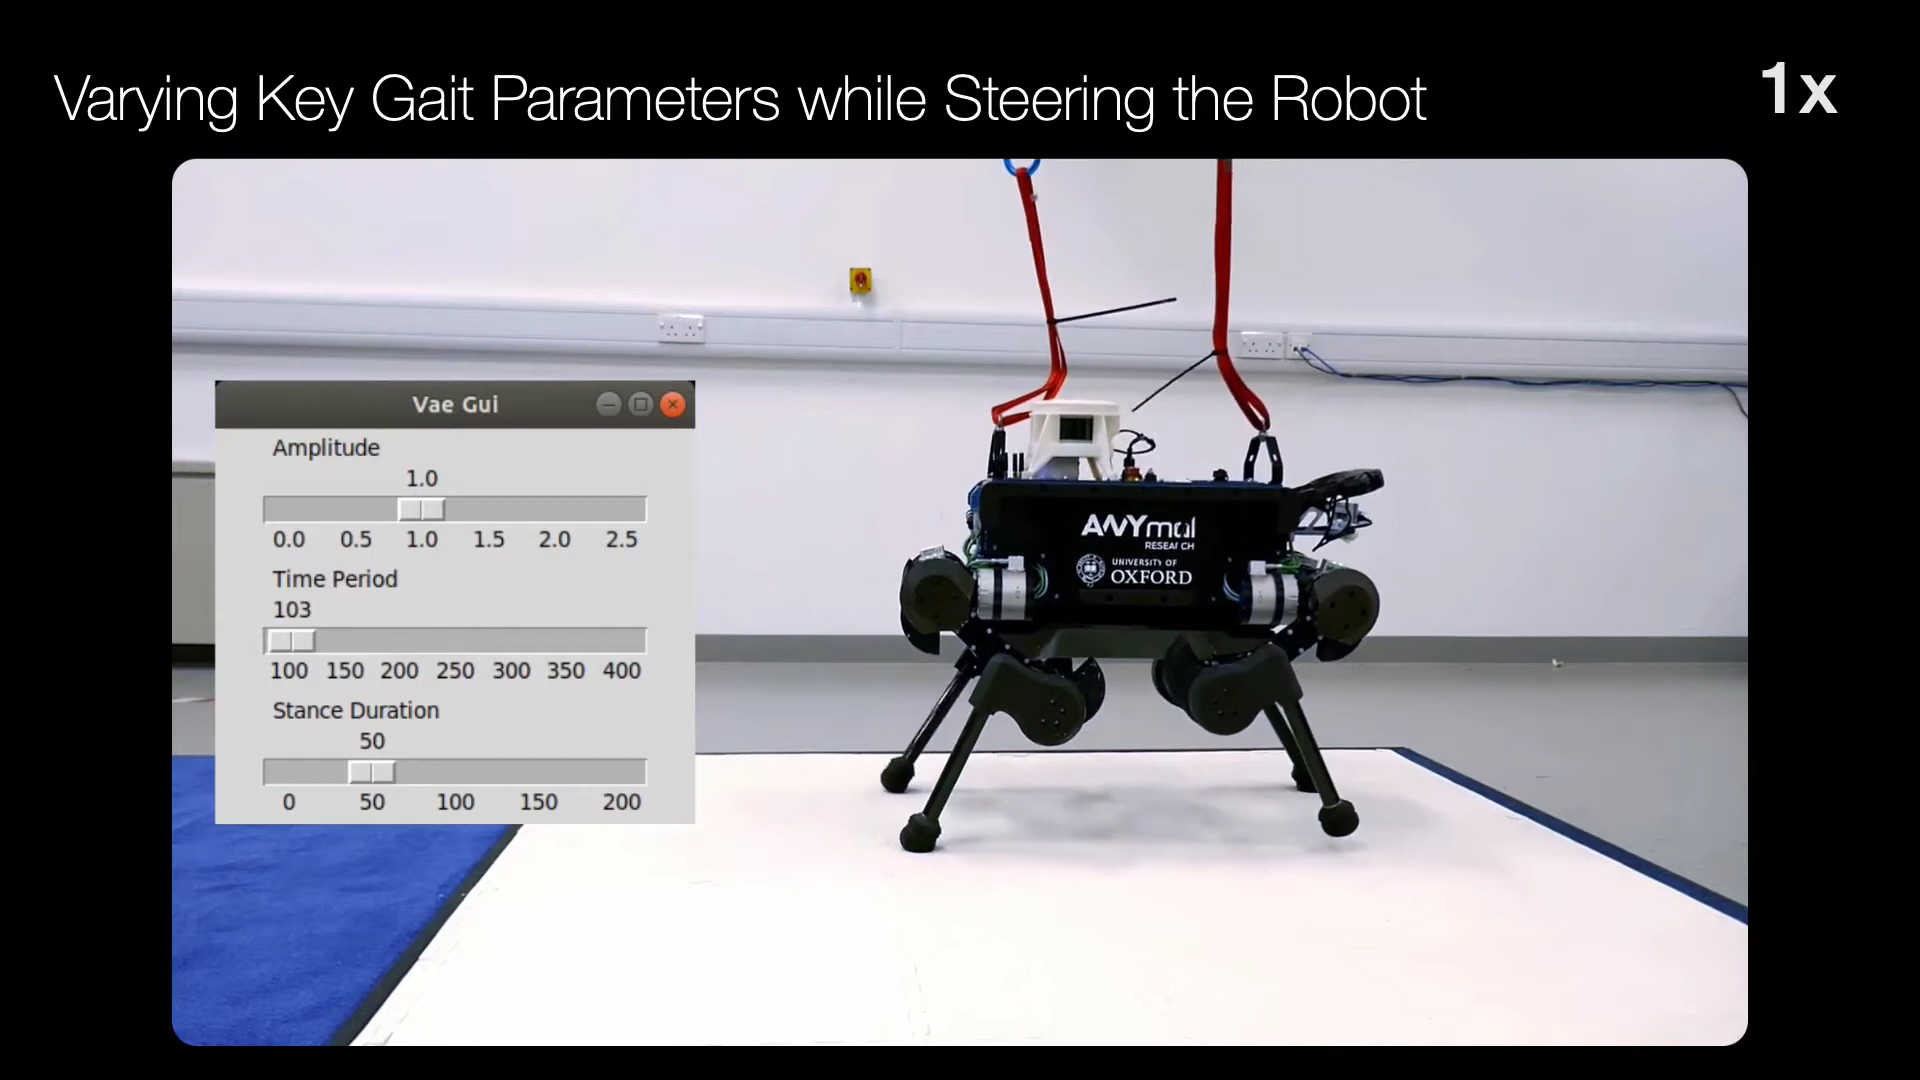 Varying Key Gait Parameters while Steering the Robot
1x
Vae Gui
Amplitude
1.0
0.0 0.5 1.0 1.5 2.0 2.5
Time Period
103
100 150 200 250 300 350 400
Stance Duration
50
0 50 100 150 200
ANYmal
RESEARCH
UNIVERSITY OF
OXFORD